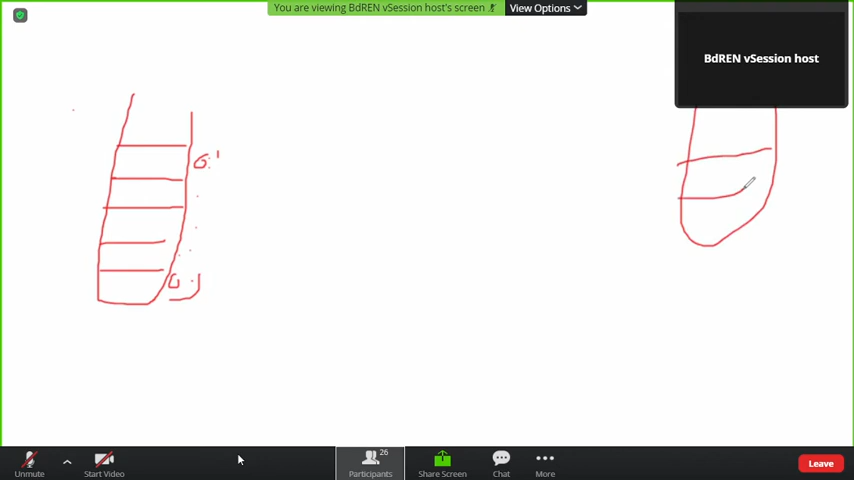 You are viewing BdREN vSession host's screen
View Options
BdREN vSession host
26
Unmute
Start Video
Participants
Share Screen
Chat
More
Leave